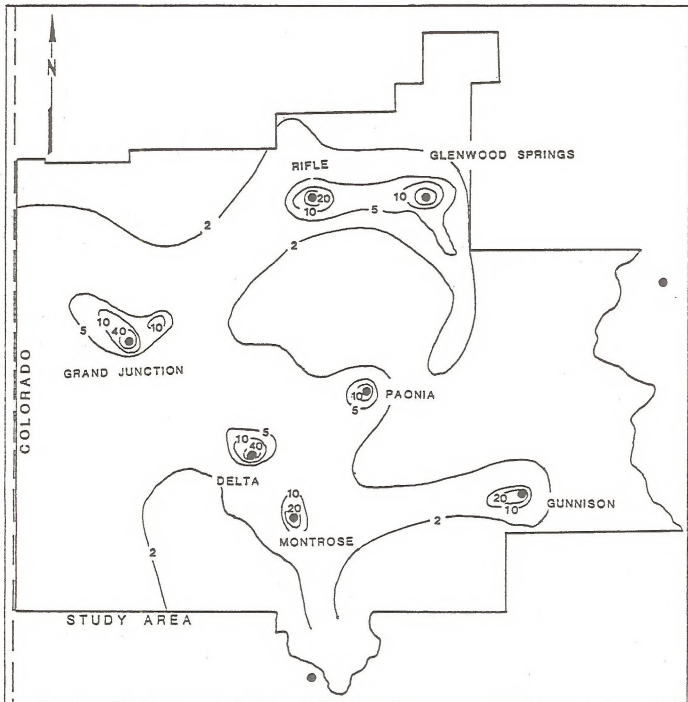 N
RIFLE
GLENWOOD SPRINGS
20
10
10
5
2
2
5
10
40
10
GRAND JUNCTION
COLORADO
10
5
PAONIA
5
10
40
DELTA
10
20
MONTROSE
20
10
GUNNISON
2
2
STUDY AREA